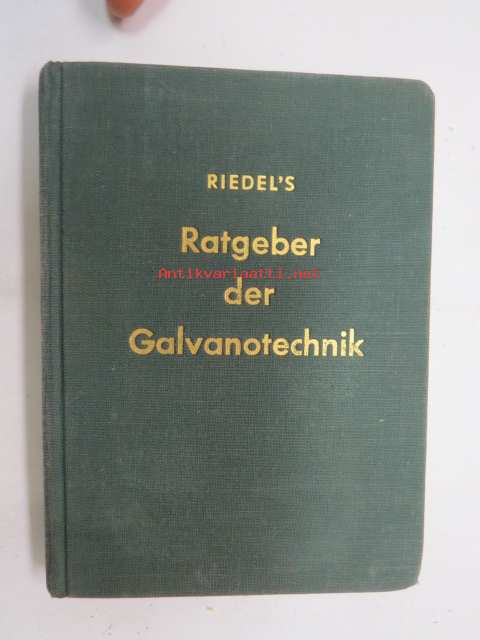 RIEDEL'S
Ratgeber
Antikvariaatti.net
der
Galvanotechnik